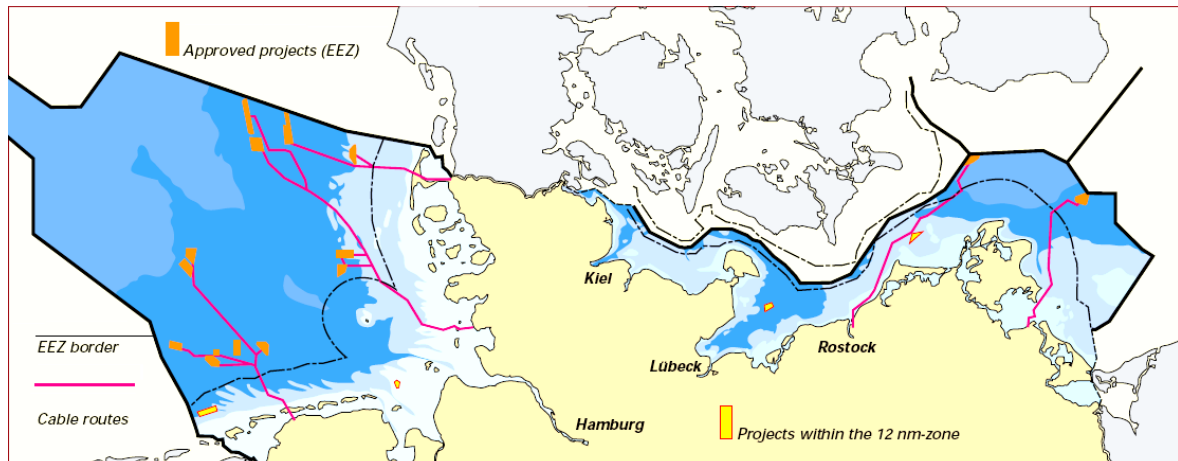 Approved projects (EEZ)
Kiel
EEZ border
Rostock
Lübeck
Cable routes
Hamburg
Projects within the 12 nm-zone